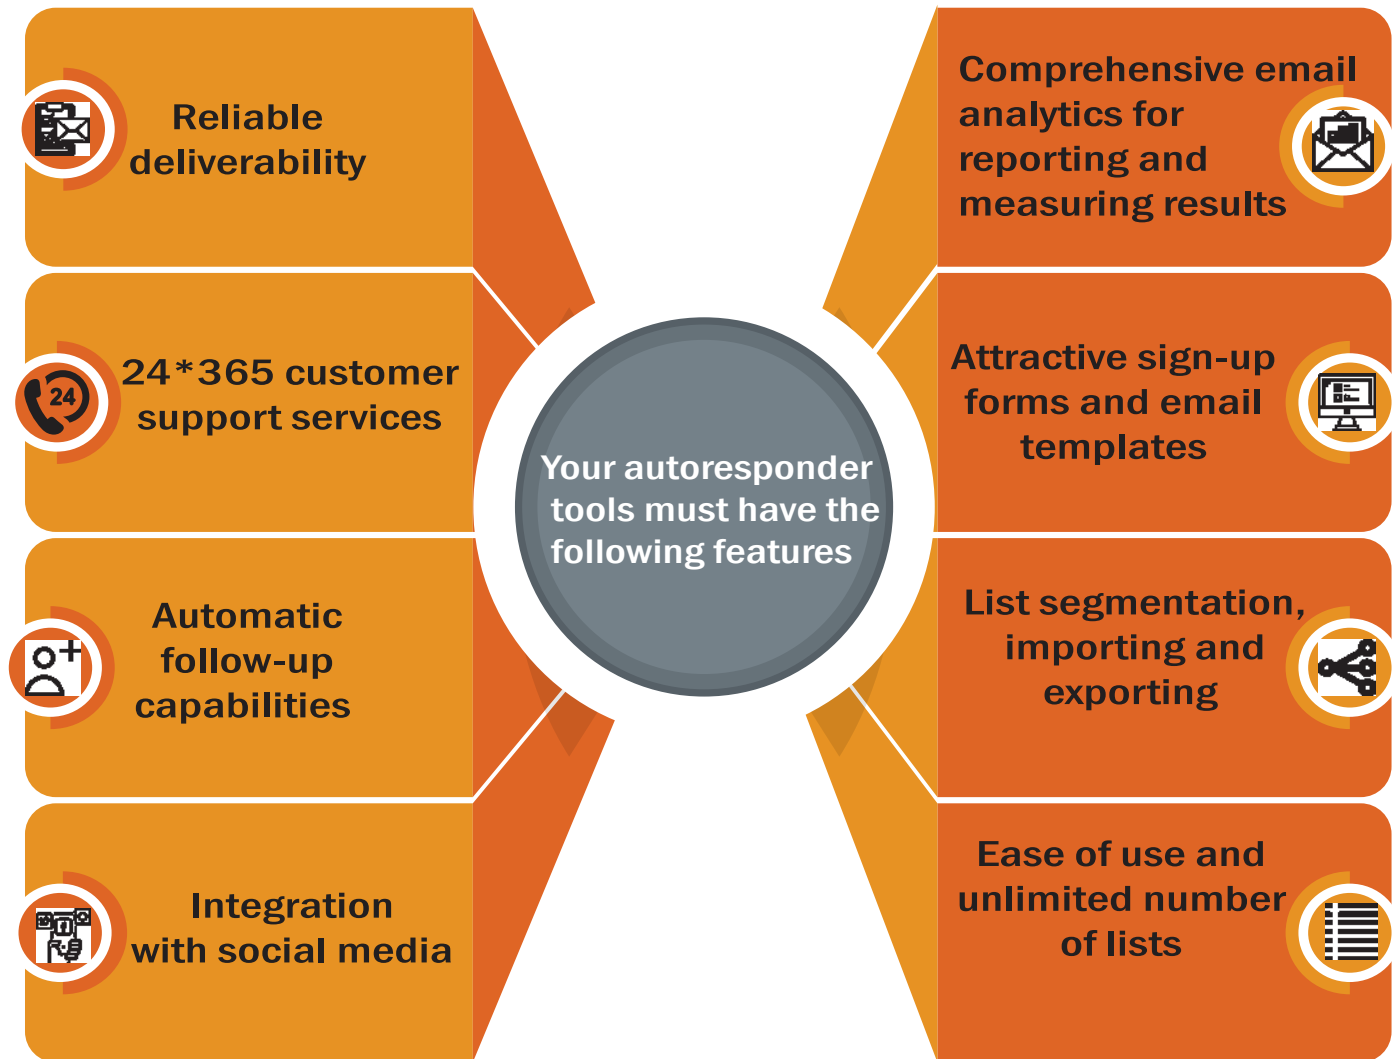 Reliable
deliverability
24*365 customer
support services
24
Automatic
follow-up
capabilities
Integration
with social media
Your autoresponder
tools must have the
following features
Comprehensive email
analytics for
reporting and
measuring results
Attractive sign-up
forms and email
templates
List segmentation,
importing and
exporting
Ease of use and
unlimited number
of lists